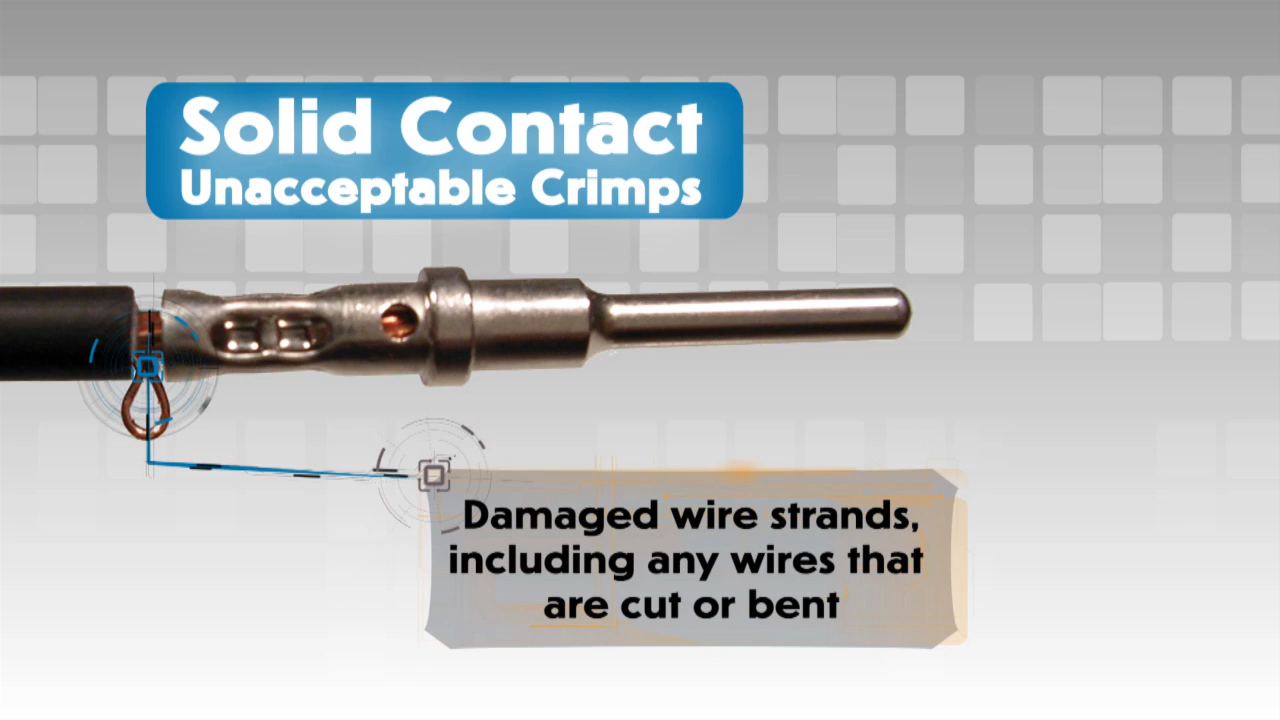 Solid Contact
Unacceptable Crimps
Damaged wire strands,
including any wires that
are cut or bent